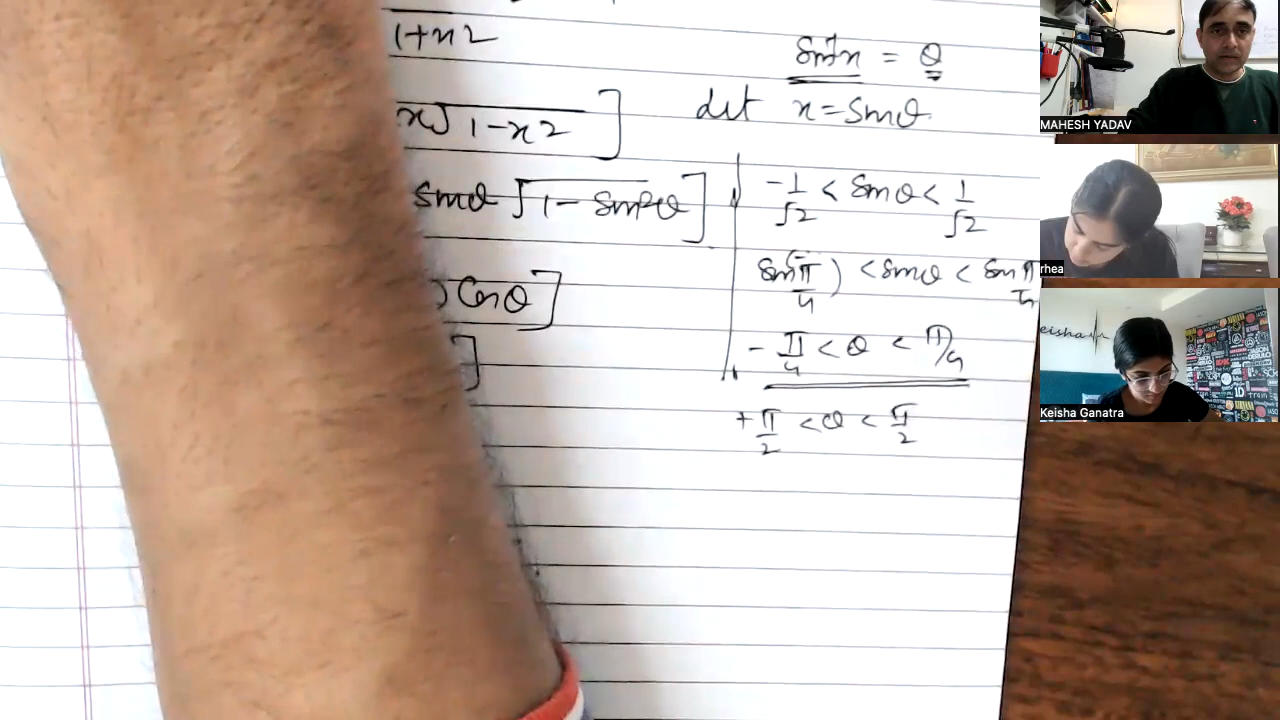 1+x2
sin-1x = θ
let x=sinθ
x√1-x2 ]
sinθ √1-sin2θ ]
-1/√2 < sinθ < 1/√2
sin(-π/4) < sinθ < sin π/4
) cosθ ]
]
-π/4 < θ < π/4
+π/2 < θ < π/2
MAHESH YADAV
rhea
Keisha Ganatra